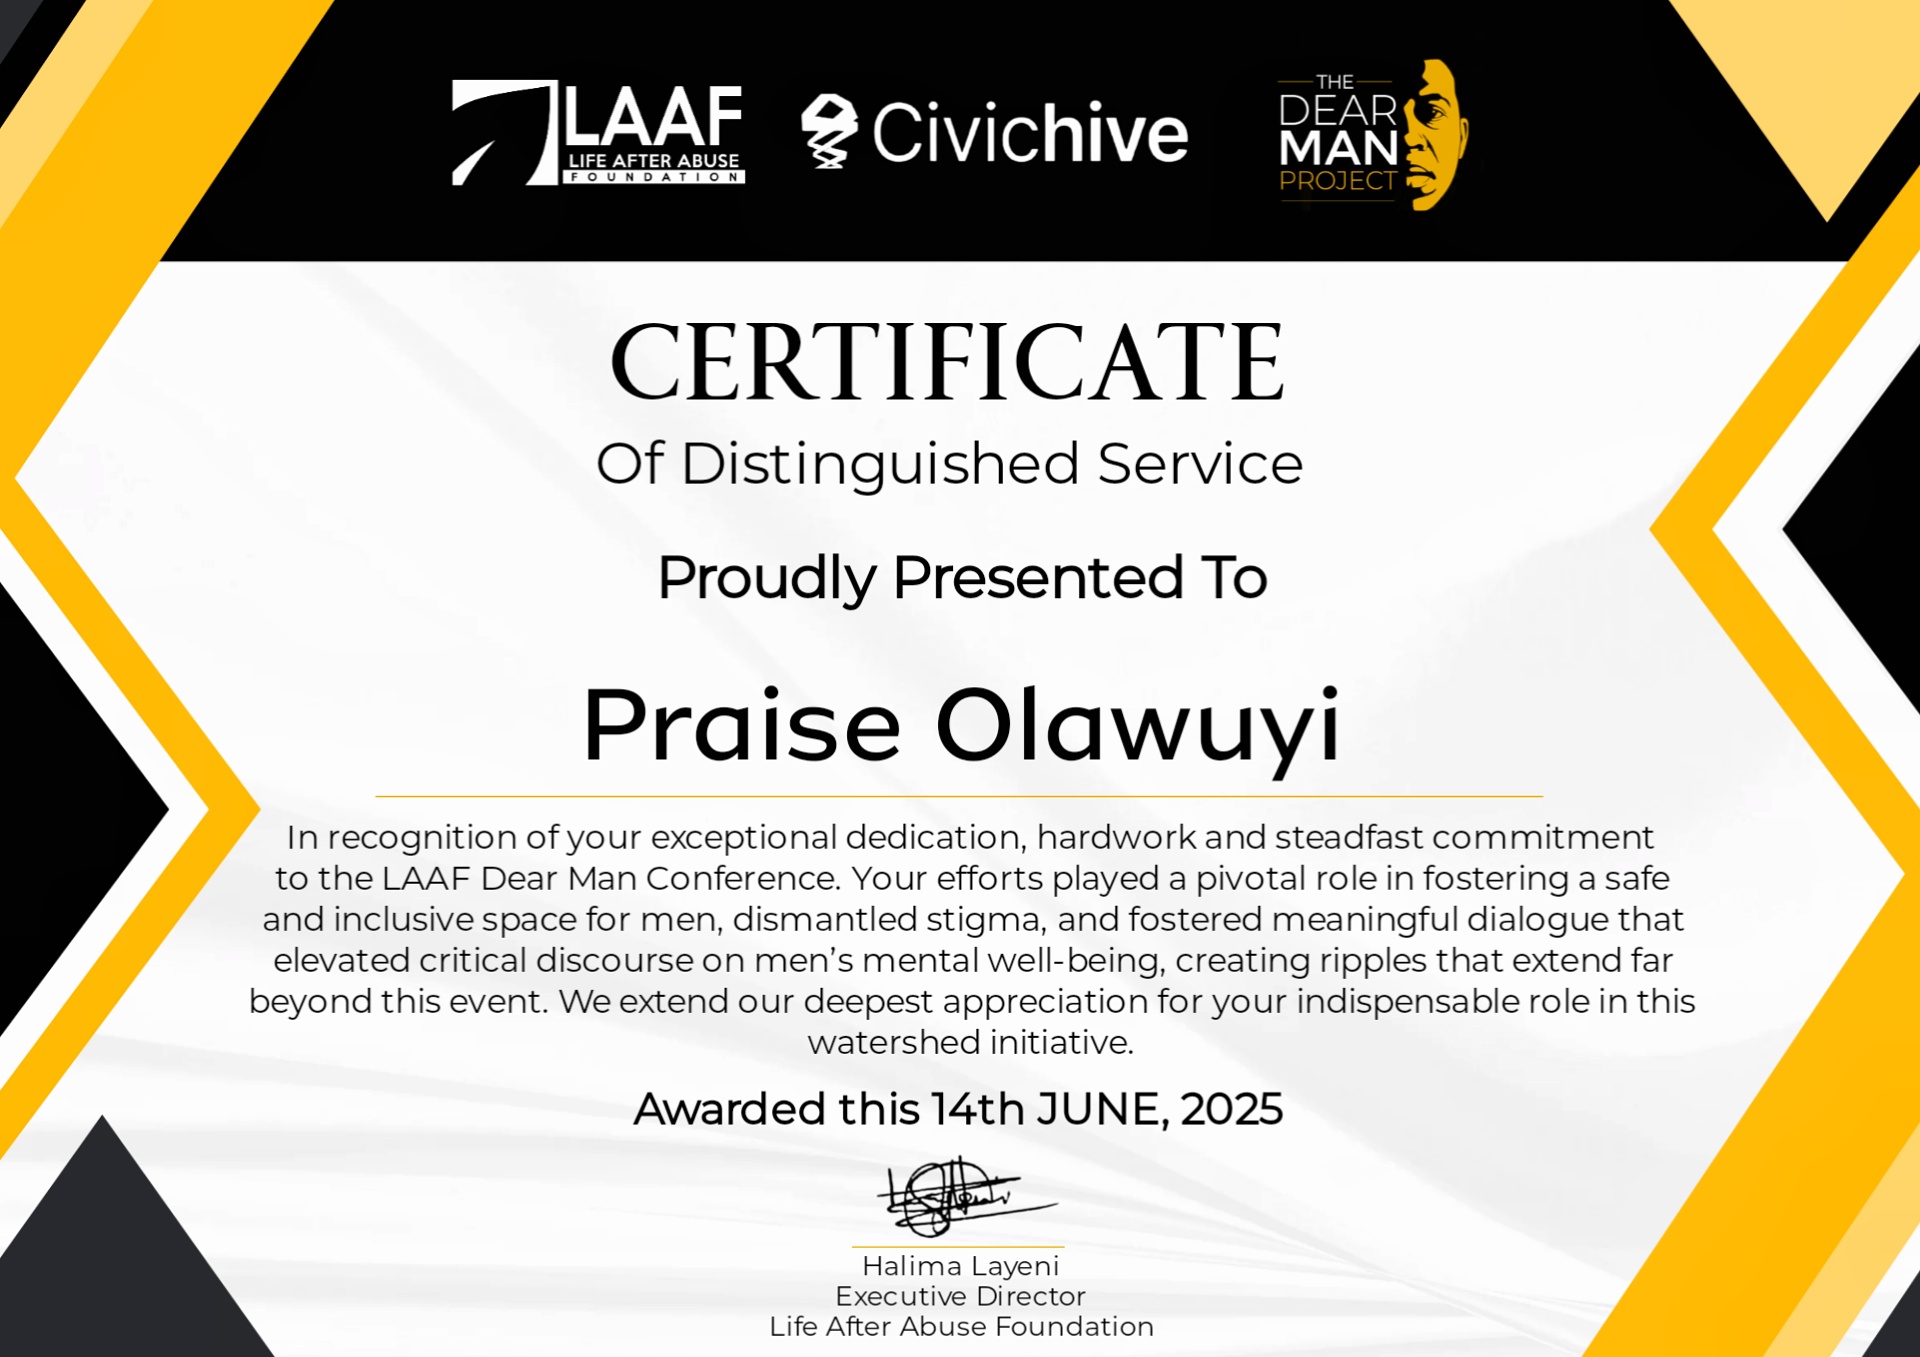 LAAF
LIFE AFTER ABUSE
FOUNDATION
Civichive
THE
DEAR
MAN
PROJECT
CERTIFICATE
Of Distinguished Service
Proudly Presented To
Praise Olawuyi
In recognition of your exceptional dedication, hardwork and steadfast commitment
to the LAAF Dear Man Conference. Your efforts played a pivotal role in fostering a safe
and inclusive space for men, dismantled stigma, and fostered meaningful dialogue that
elevated critical discourse on men’s mental well-being, creating ripples that extend far
beyond this event. We extend our deepest appreciation for your indispensable role in this
watershed initiative.
Awarded this 14th JUNE, 2025
Halima Layeni
Executive Director
Life After Abuse Foundation